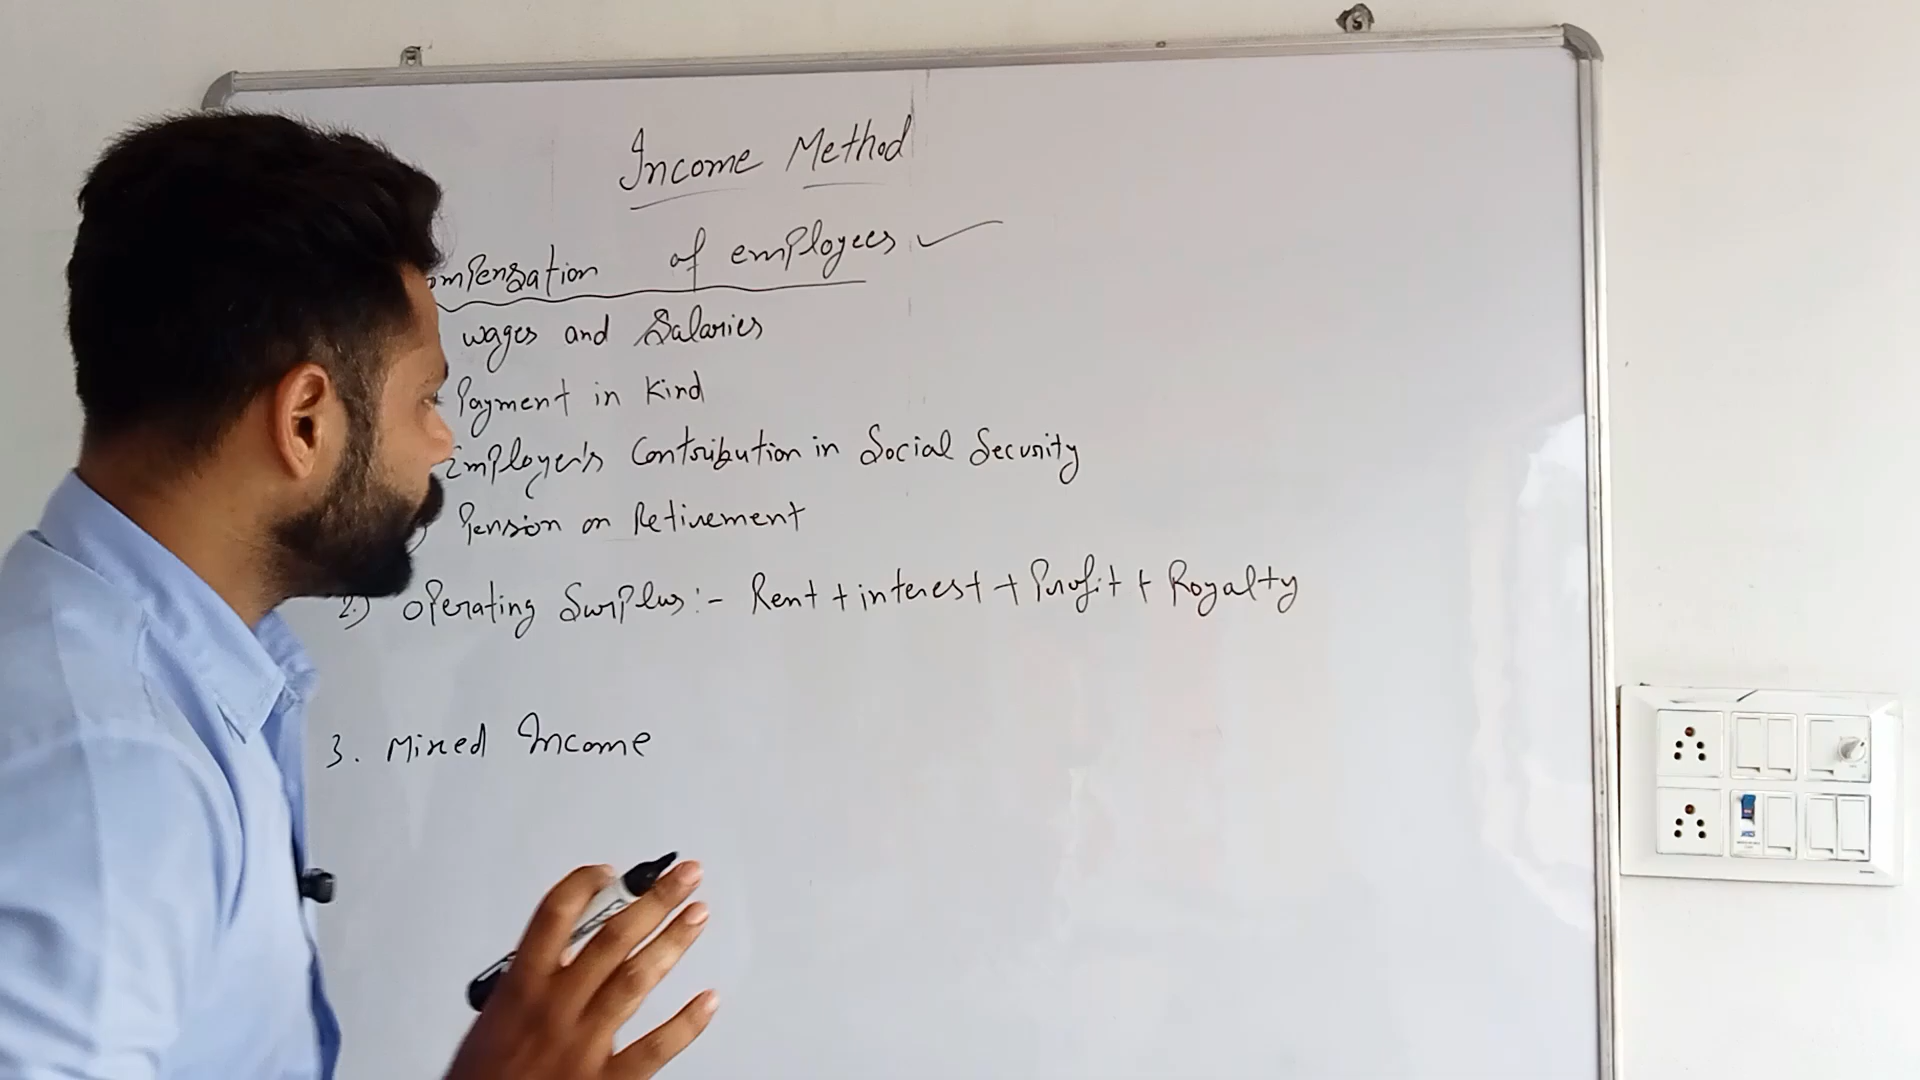 Income Method
ompensation of employees
wages and Salaries
Payment in Kind
Employer's Contribution in Social Security
) Pension on Retirement
2.) Operating Surplus:- Rent + interest + Profit + Royalty
3. Mixed Income